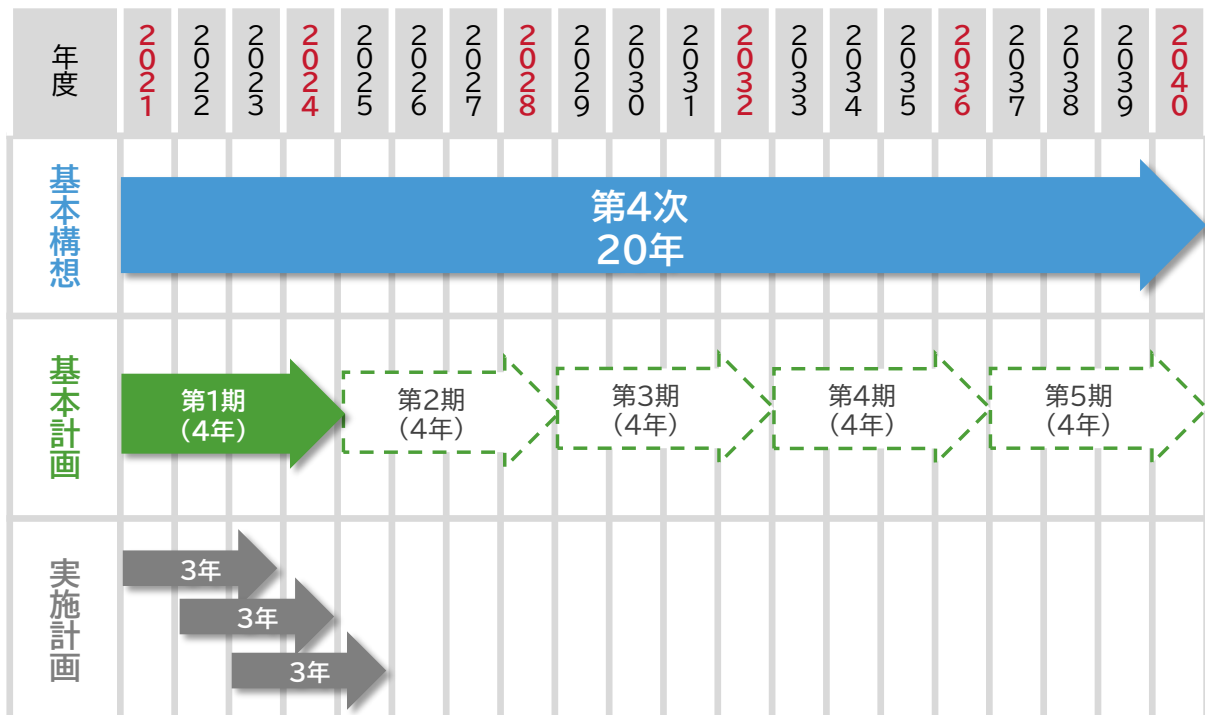 年度
2021
2022
2023
2024
2025
2026
2027
2028
2029
2030
2031
2032
2033
2034
2035
2036
2037
2038
2039
2040
基本構想
第4次
20年
基本計画
第1期
(4年)
第2期
(4年)
第3期
(4年)
第4期
(4年)
第5期
(4年)
実施計画
3年
3年
3年